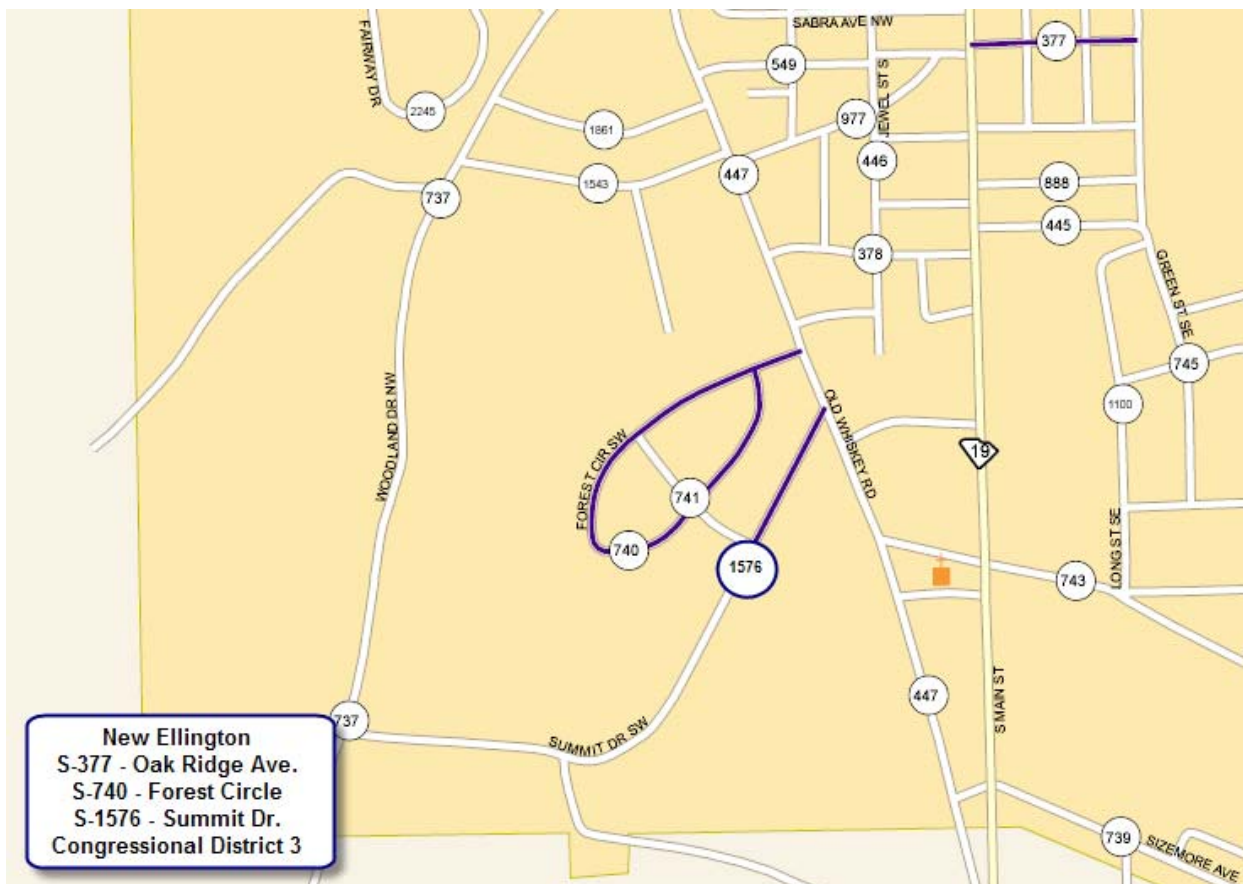 SABRA AVE NW
FAIRWAY DR
377
549
2245
1861
977
JEWEL ST S
446
1543
447
737
888
445
378
GREEN ST SE
745
1100
WOODLAND DR NW
OLD WHISKEY RD
FOREST CIR SW
19
741
740
1576
LONG ST SE
743
447
S MAIN ST
737
SUMMIT DR SW
739
SIZEMORE AVE
New Ellington
S-377 - Oak Ridge Ave.
S-740 - Forest Circle
S-1576 - Summit Dr.
Congressional District 3